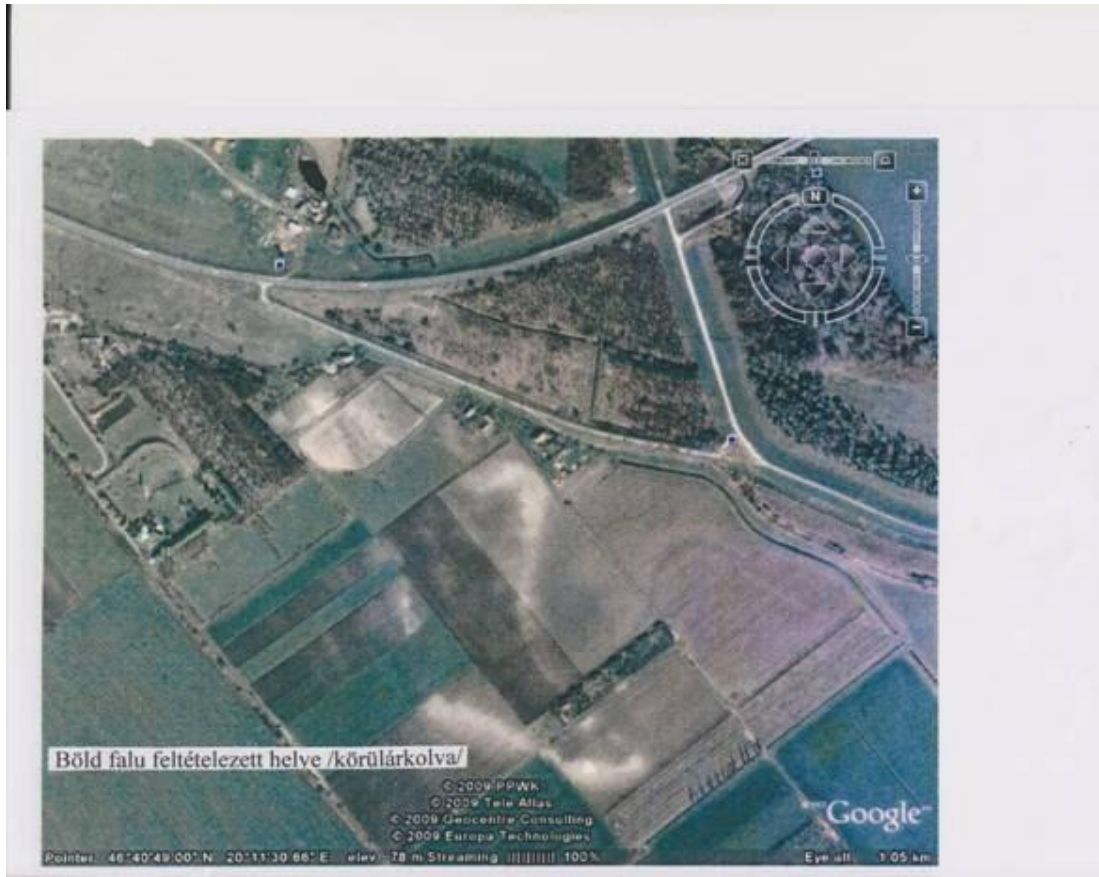 N
Böld falu feltételezett helye /körülárkolva/
© 2009 PPWK
© 2009 Tele Atlas
© 2009 Geocentre Consulting
© 2009 Europa Technologies
Google
Pointer 46°40'49.00" N 20°11'30.66" E elev 78 m Streaming |||||||||| 100%
Eye alt 1.05 km